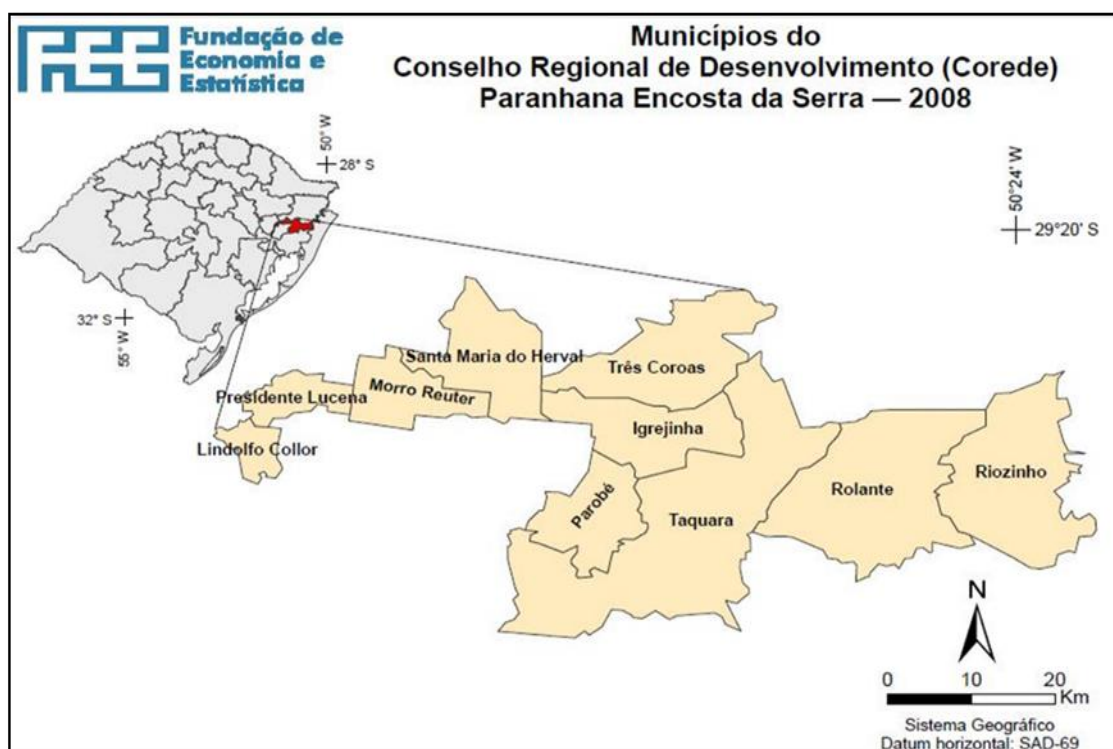 FEE
Fundação de
Economia e
Estatística
Municípios do
Conselho Regional de Desenvolvimento (Corede)
Paranhana Encosta da Serra — 2008
50° W
28° S
50°24' W
29°20' S
32° S
55° W
Santa Maria do Herval
Três Coroas
Presidente Lucena
Morro Reuter
Igrejinha
Lindolfo Collor
Parobé
Taquara
Rolante
Riozinho
N
0 10 20
Km
Sistema Geográfico
Datum horizontal: SAD-69